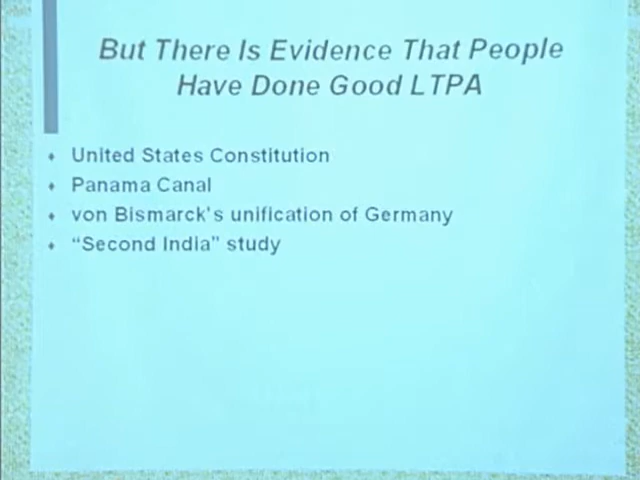 But There Is Evidence That People
Have Done Good LTPA
♦ United States Constitution
♦ Panama Canal
♦ von Bismarck's unification of Germany
♦ “Second India” study